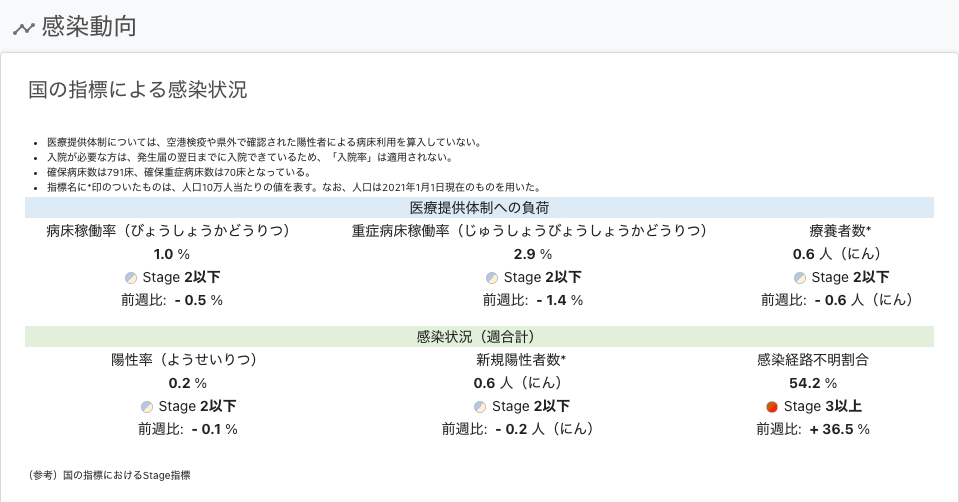 感染動向
国の指標による感染状況
• 医療提供体制については、空港検疫や県外で確認された陽性者による病床利用を算入していない。
• 入院が必要な方は、発生届の翌日までに入院できているため、「入院率」は適用されない。
• 確保病床数は791床、確保重症病床数は70床となっている。
• 指標名に*印のついたものは、人口10万人当たりの値を表す。なお、人口は2021年1月1日現在のものを用いた。
医療提供体制への負荷
病床稼働率（びょうしょうかどうりつ） 重症病床稼働率（じゅうしょうびょうしょうかどうりつ） 療養者数*
1.0 % 2.9 % 0.6 人（にん）
Stage 2以下 Stage 2以下 Stage 2以下
前週比: - 0.5 % 前週比: - 1.4 % 前週比: - 0.6 人（にん）
感染状況（週合計）
陽性率（ようせいりつ） 新規陽性者数* 感染経路不明割合
0.2 % 0.6 人（にん） 54.2 %
Stage 2以下 Stage 2以下 Stage 3以上
前週比: - 0.1 % 前週比: - 0.2 人（にん） 前週比: + 36.5 %
（参考）国の指標におけるStage指標